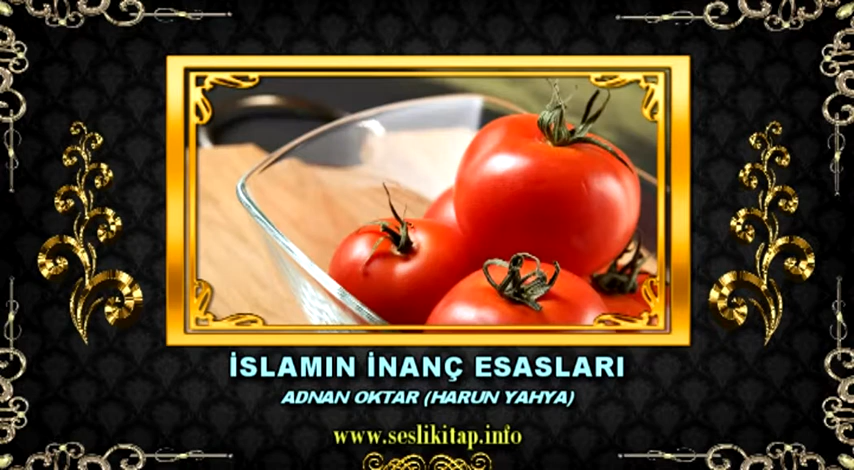 İSLAMIN İNANÇ ESASLARI
ADNAN OKTAR (HARUN YAHYA)
www.seslikitap.info